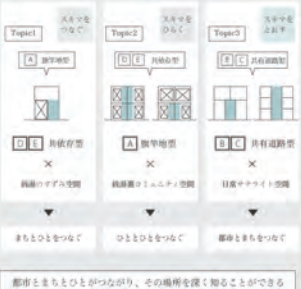 Topic1
スキマを
つなぐ
A 旗竿地型
D E 共依存型
×
銭湯のすずみ空間
▼
まちとひとをつなぐ
Topic2
スキマを
ひらく
D E 共依存型
A 旗竿地型
×
銭湯裏コミュニティ空間
▼
ひととひとをつなぐ
Topic3
スキマを
とおす
B C 共有道路型
B C 共有道路型
×
日常サテライト空間
▼
都市とまちをつなぐ
都市とまちとひとがつながり、その場所を深く知ることができる